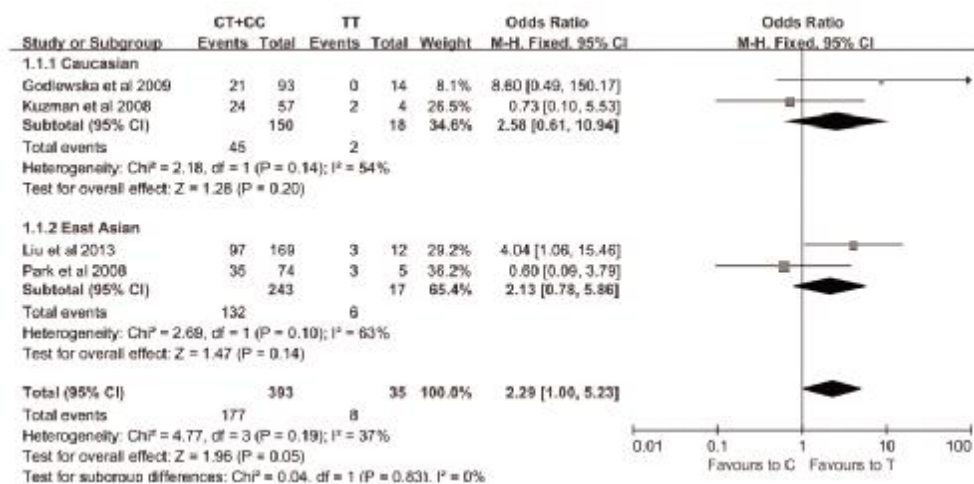 CT+CC TT Odds Ratio Odds Ratio
Study or Subgroup Events Total Events Total Weight M-H. Fixed. 95% CI M-H. Fixed. 95% CI
1.1.1 Caucasian
Godlewska et al 2009 21 93 0 14 8.1% 8.60 [0.49, 150.17]
Kuzman et al 2008 24 57 2 4 26.5% 0.73 [0.10, 5.53]
Subtotal (95% CI) 150 18 34.6% 2.58 [0.61, 10.94]
Total events 45 2
Heterogeneity: Chi² = 2.18, df = 1 (P = 0.14); I² = 54%
Test for overall effect: Z = 1.28 (P = 0.20)
1.1.2 East Asian
Liu et al 2013 97 169 3 12 29.2% 4.04 [1.06, 15.46]
Park et al 2008 35 74 3 5 36.2% 0.60 [0.09, 3.79]
Subtotal (95% CI) 243 17 65.4% 2.13 [0.78, 5.86]
Total events 132 6
Heterogeneity: Chi² = 2.69, df = 1 (P = 0.10); I² = 63%
Test for overall effect: Z = 1.47 (P = 0.14)
Total (95% CI) 393 35 100.0% 2.29 [1.00, 5.23]
Total events 177 8
Heterogeneity: Chi² = 4.77, df = 3 (P = 0.19); I² = 37%
Test for overall effect: Z = 1.96 (P = 0.05)
Test for subgroup differences: Chi² = 0.04. df = 1 (P = 0.83). I² = 0%
0.01 0.1 1 10 100
Favours to C Favours to T